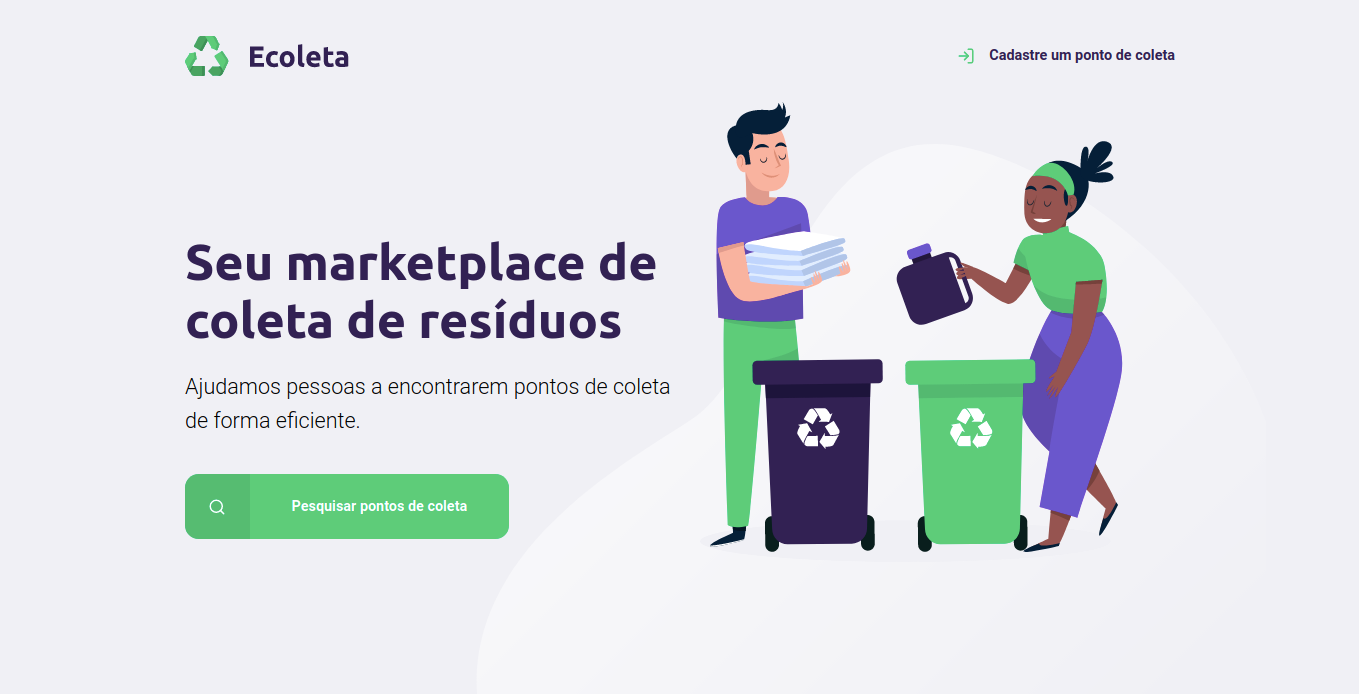 Ecoleta
Cadastre um ponto de coleta
Seu marketplace de
coleta de resíduos
Ajudamos pessoas a encontrarem pontos de coleta
de forma eficiente.
Pesquisar pontos de coleta